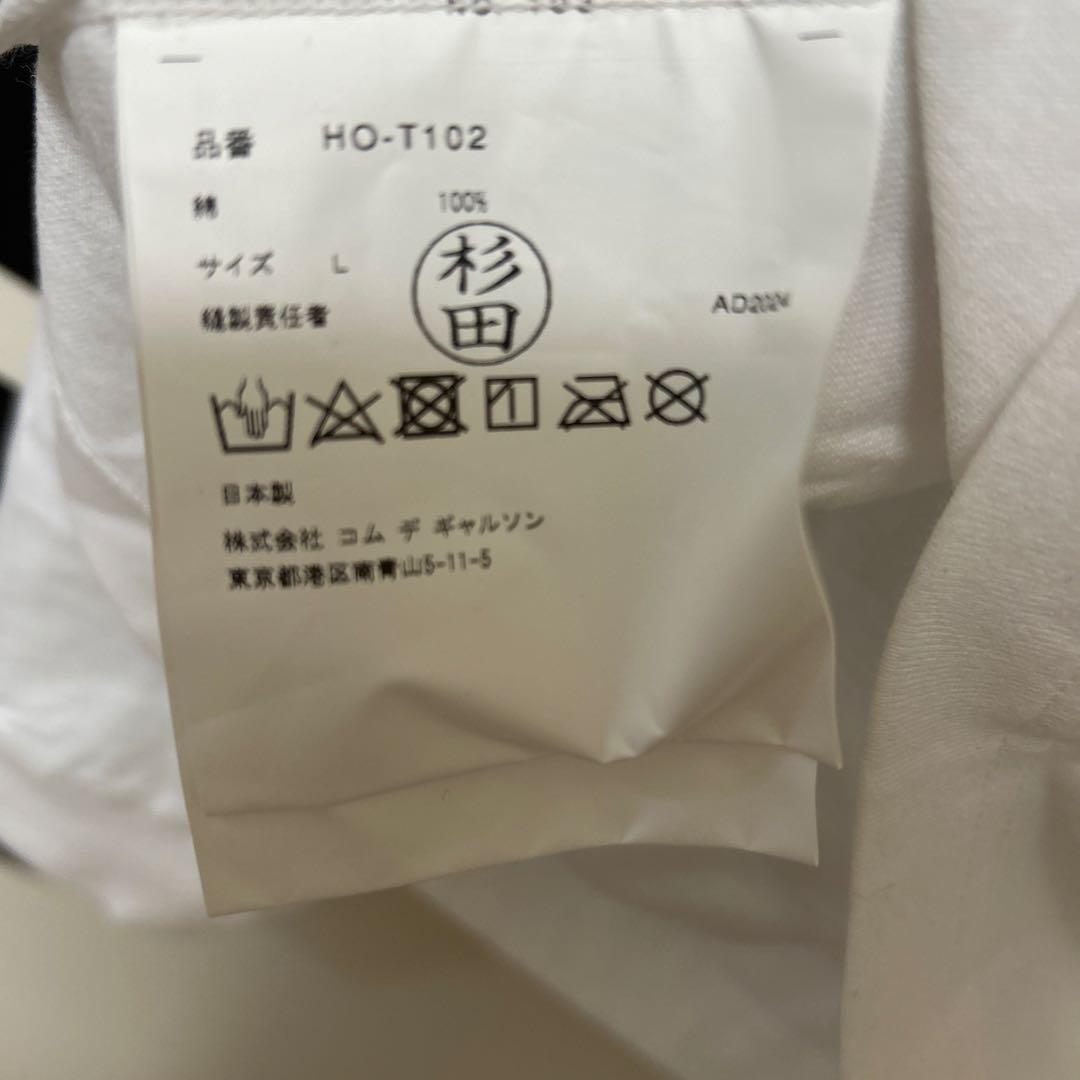 品番 HO-T102
綿 100%
サイズ L
縫製責任者 杉田
AD2024
日本製
株式会社 コム デ ギャルソン
東京都港区南青山5-11-5